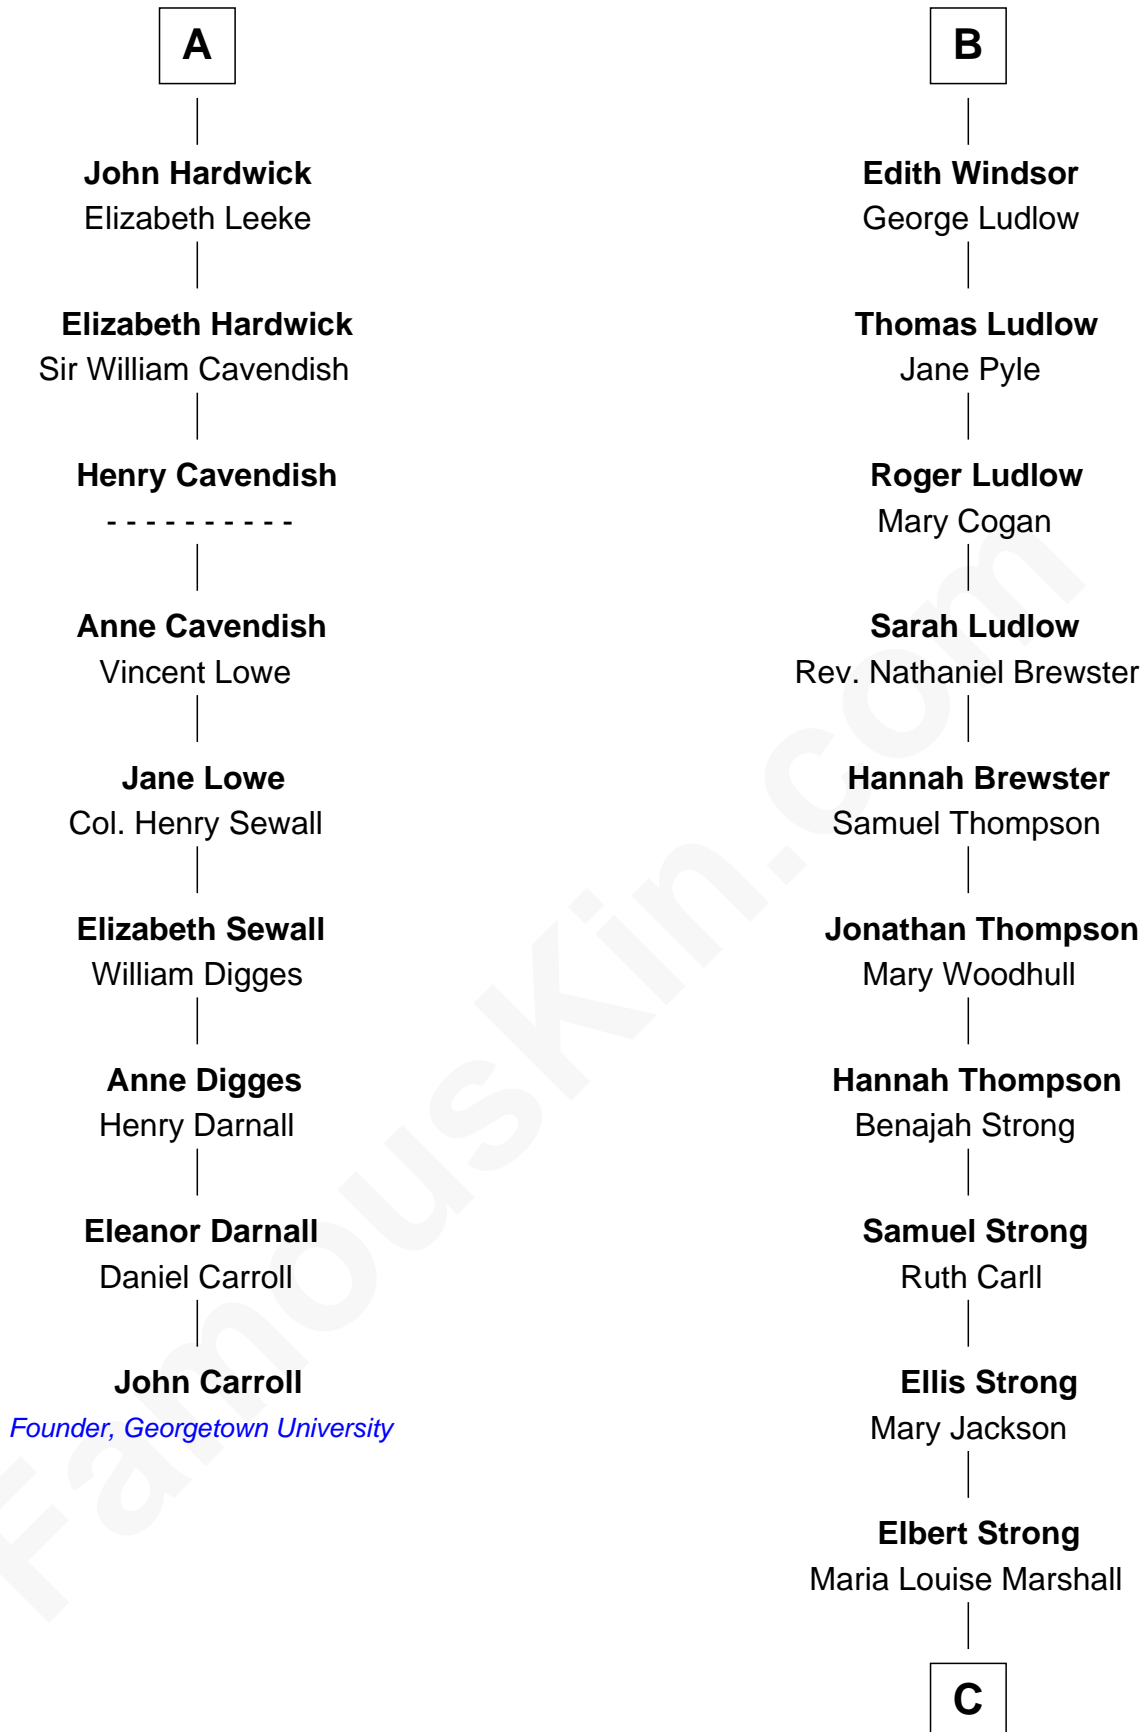 A
John Hardwick
Elizabeth Leeke
Elizabeth Hardwick
Sir William Cavendish
Henry Cavendish
- - - - - - - - - -
Anne Cavendish
Vincent Lowe
Jane Lowe
Col. Henry Sewall
Elizabeth Sewall
William Digges
Anne Digges
Henry Darnall
Eleanor Darnall
Daniel Carroll
John Carroll
Founder, Georgetown University
B
Edith Windsor
George Ludlow
Thomas Ludlow
Jane Pyle
Roger Ludlow
Mary Cogan
Sarah Ludlow
Rev. Nathaniel Brewster
Hannah Brewster
Samuel Thompson
Jonathan Thompson
Mary Woodhull
Hannah Thompson
Benajah Strong
Samuel Strong
Ruth Carll
Ellis Strong
Mary Jackson
Elbert Strong
Maria Louise Marshall
C
FamousKin.com